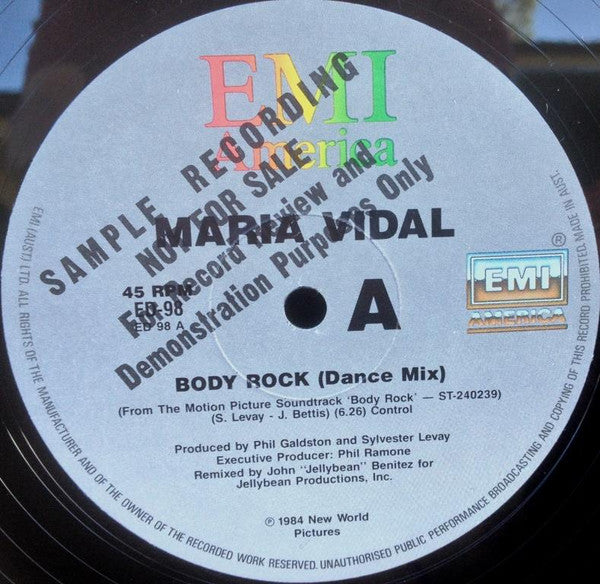 EMI
America
SAMPLE RECORDING
NOT FOR SALE
For Record Review and
Demonstration Purposes Only
MARIA VIDAL
45 RPM
ED-98
ED 98 A
A
®
EMI
AMERICA
BODY ROCK (Dance Mix)
(From The Motion Picture Soundtrack 'Body Rock' — ST-240239)
(S. Levay - J. Bettis) (6.26) Control
Produced by Phil Galdston and Sylvester Levay
Executive Producer: Phil Ramone
Remixed by John "Jellybean" Benitez for
Jellybean Productions, Inc.
℗ 1984 New World
Pictures
EMI (AUST.) LTD. ALL RIGHTS OF THE MANUFACTURER AND OF THE OWNER OF THE RECORDED WORK RESERVED. UNAUTHORISED PUBLIC PERFORMANCE BROADCASTING AND COPYING OF THIS RECORD PROHIBITED. MADE IN AUST.